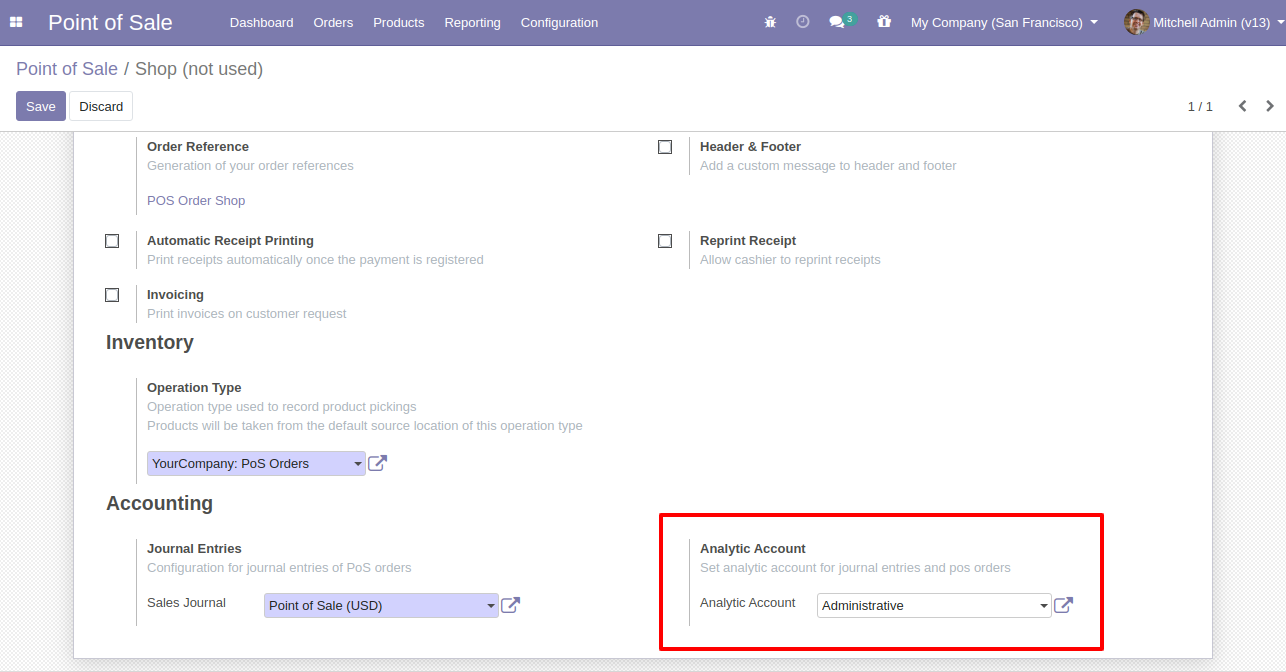 Point of Sale Dashboard Orders Products Reporting Configuration 3 My Company (San Francisco) Mitchell Admin (v13)
Point of Sale / Shop (not used)
Save Discard 1 / 1
Order Reference
Generation of your order references
POS Order Shop
Header & Footer
Add a custom message to header and footer
Automatic Receipt Printing
Print receipts automatically once the payment is registered
Reprint Receipt
Allow cashier to reprint receipts
Invoicing
Print invoices on customer request
Inventory
Operation Type
Operation type used to record product pickings
Products will be taken from the default source location of this operation type
YourCompany: PoS Orders
Accounting
Journal Entries
Configuration for journal entries of PoS orders
Sales Journal Point of Sale (USD)
Analytic Account
Set analytic account for journal entries and pos orders
Analytic Account Administrative